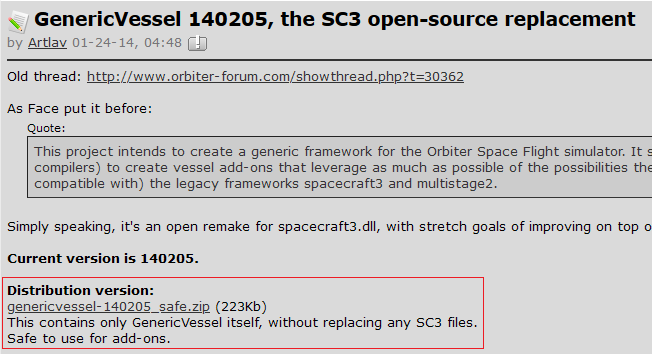 GenericVessel 140205, the SC3 open-source replacement
by Artlav 01-24-14, 04:48
Old thread: http://www.orbiter-forum.com/showthread.php?t=30362
As Face put it before:
Quote:
This project intends to create a generic framework for the Orbiter Space Flight simulator. It s
compilers) to create vessel add-ons that leverage as much as possible of the possibilities the
compatible with) the legacy frameworks spacecraft3 and multistage2.
Simply speaking, it's an open remake for spacecraft3.dll, with stretch goals of improving on top o
Current version is 140205.
Distribution version:
genericvessel-140205_safe.zip (223Kb)
This contains only GenericVessel itself, without replacing any SC3 files.
Safe to use for add-ons.